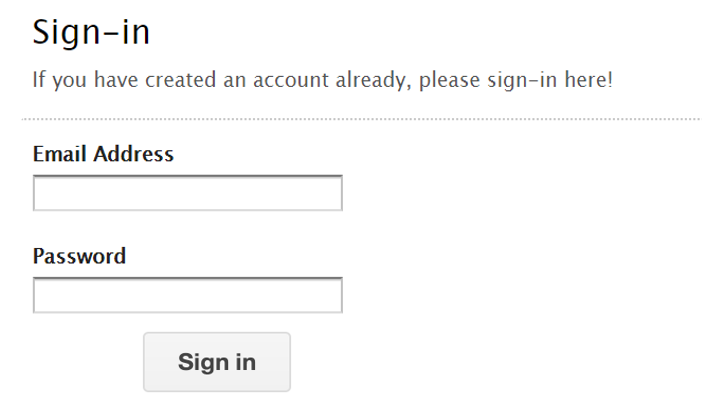 Sign-in
If you have created an account already, please sign-in here!
Email Address
Password
Sign in